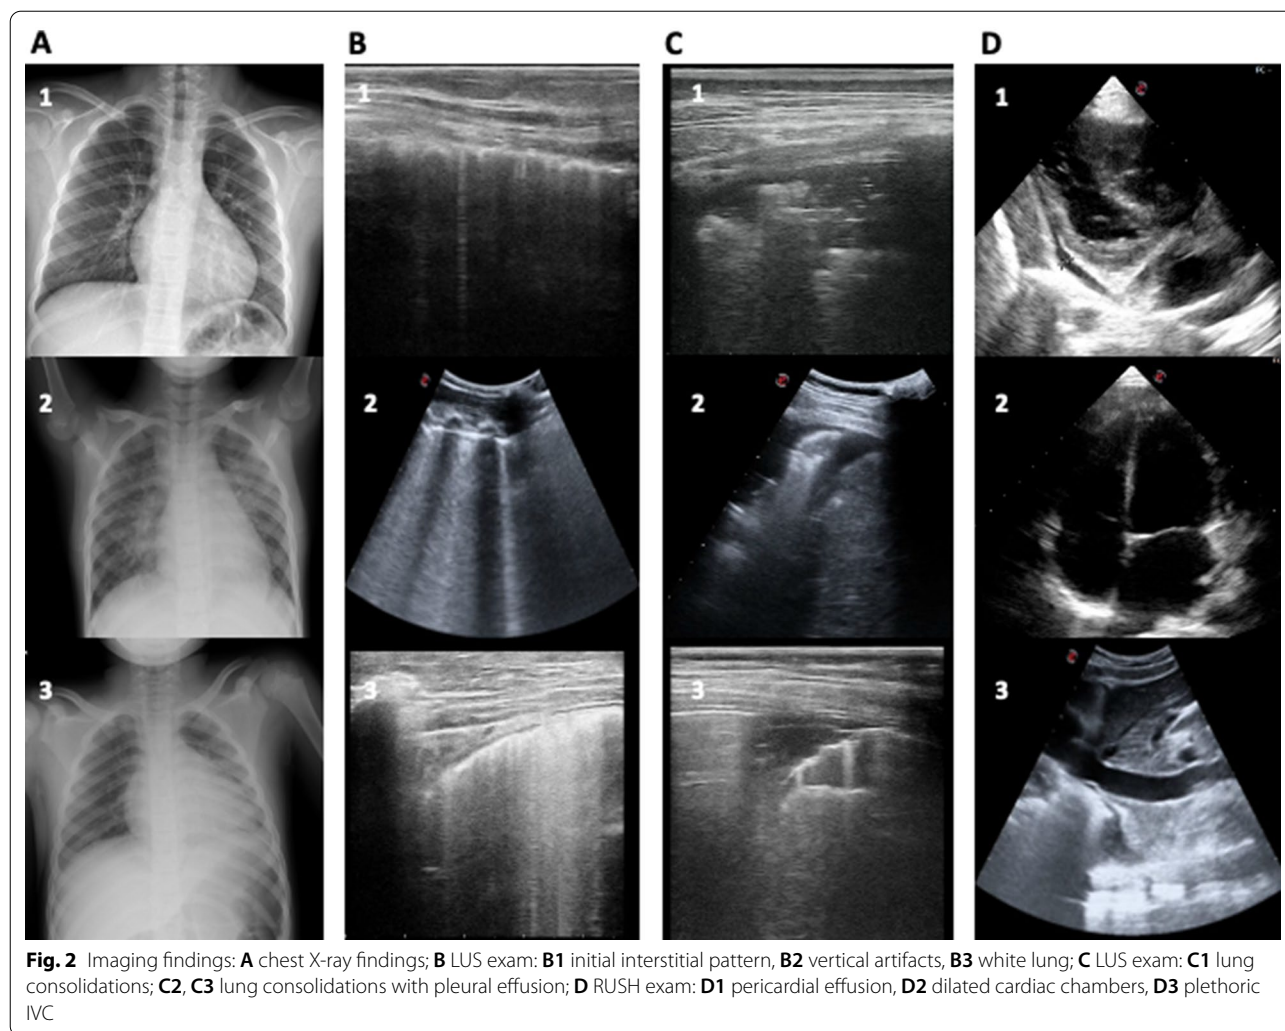 A B C D
1 1 1 1
2 2 2 2
3 3 3 3
Fig. 2 Imaging findings: A chest X-ray findings; B LUS exam: B1 initial interstitial pattern, B2 vertical artifacts, B3 white lung; C LUS exam: C1 lung
consolidations; C2, C3 lung consolidations with pleural effusion; D RUSH exam: D1 pericardial effusion, D2 dilated cardiac chambers, D3 plethoric
IVC